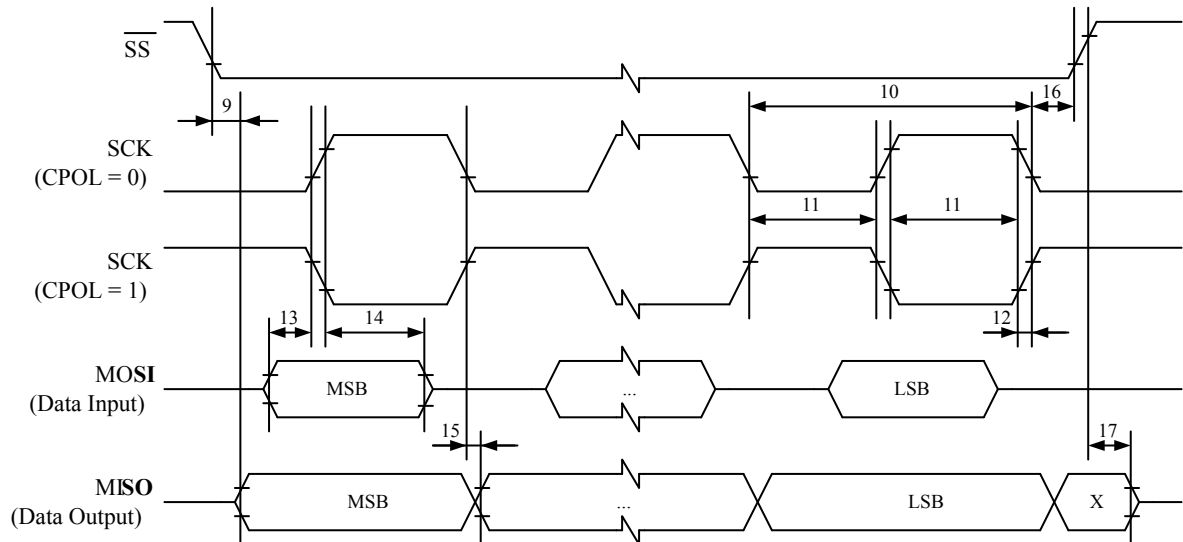 SS
10
16
9
SCK
(CPOL = 0)
11
11
SCK
(CPOL = 1)
13
14
12
MOSI
(Data Input)
MSB
...
LSB
15
17
MISO
(Data Output)
MSB
...
LSB
X